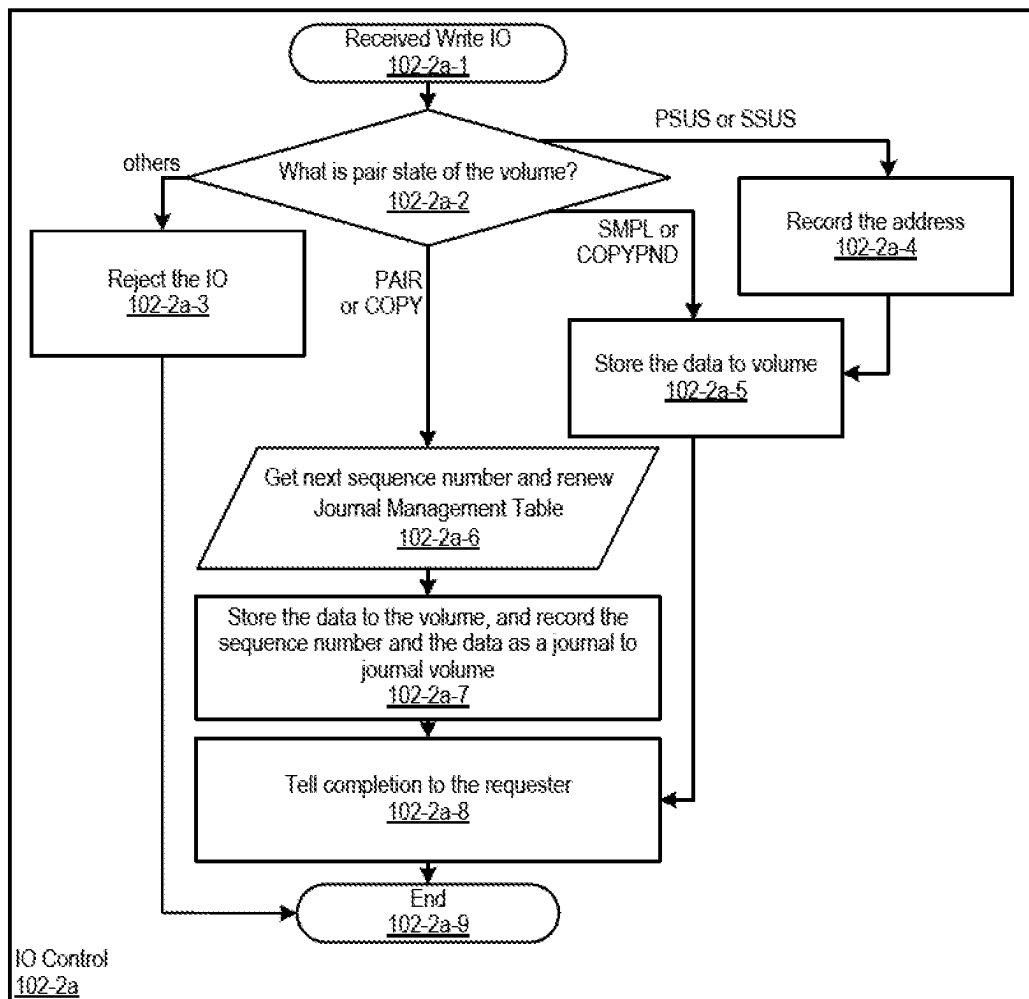 Received Write IO
102-2a-1
PSUS or SSUS
others
What is pair state of the volume?
102-2a-2
Record the address
102-2a-4
SMPL or
COPYPND
Reject the IO
102-2a-3
PAIR
or COPY
Store the data to volume
102-2a-5
Get next sequence number and renew
Journal Management Table
102-2a-6
Store the data to the volume, and record the
sequence number and the data as a journal to
journal volume
102-2a-7
Tell completion to the requester
102-2a-8
End
102-2a-9
IO Control
102-2a